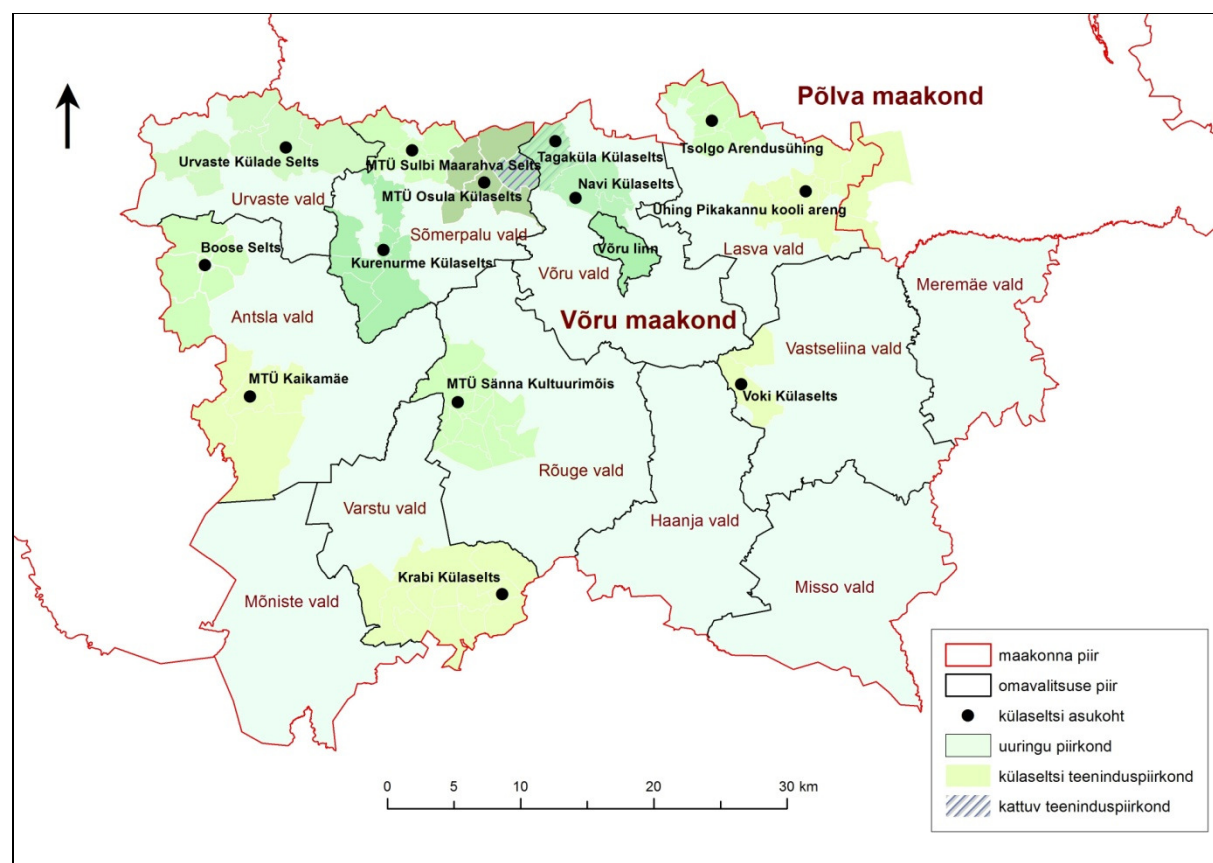 Põlva maakond
Tsolgo Arendusühing
Urvaste Külade Selts
MTÜ Sulbi Maarahva Selts
Tagaküla Külaselts
Navi Külaselts
MTÜ Osula Külaselts
Urvaste vald
Ühing Pikakannu kooli areng
Sõmerpalu vald
Boose Selts
Kurenurme Külaselts
Võru linn
Lasva vald
Võru vald
Meremäe vald
Antsla vald
Võru maakond
Vastseliina vald
MTÜ Kaikamäe
MTÜ Sänna Kultuurimõis
Voki Külaselts
Rõuge vald
Varstu vald
Haanja vald
Krabi Külaselts
Misso vald
Mõniste vald
maakonna piir
omavalitsuse piir
külaseltsi asukoht
uuringu piirkond
külaseltsi teeninduspiirkond
kattuv teeninduspiirkond
0 5 10 20 30 km